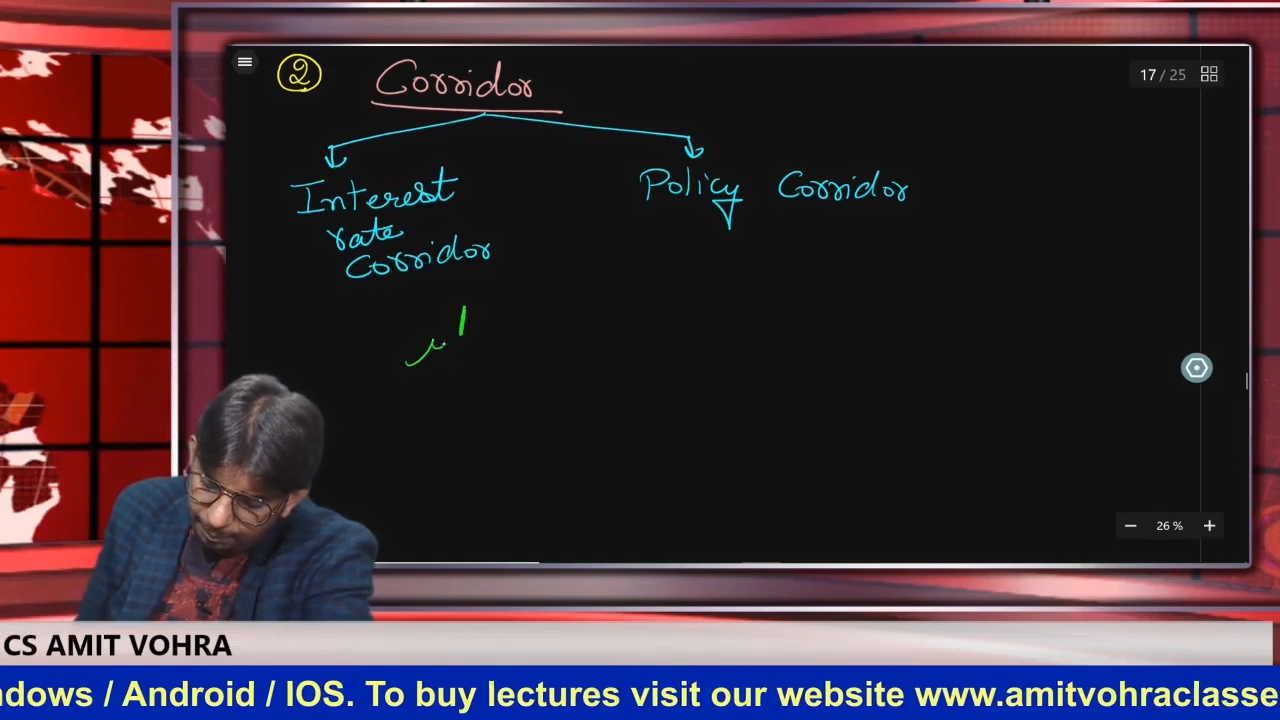 ②
Corridor
17 / 25
Interest
rate
Corridor
Policy Corridor
26 %
CS AMIT VOHRA
ndows / Android / IOS. To buy lectures visit our website www.amitvohraclasse